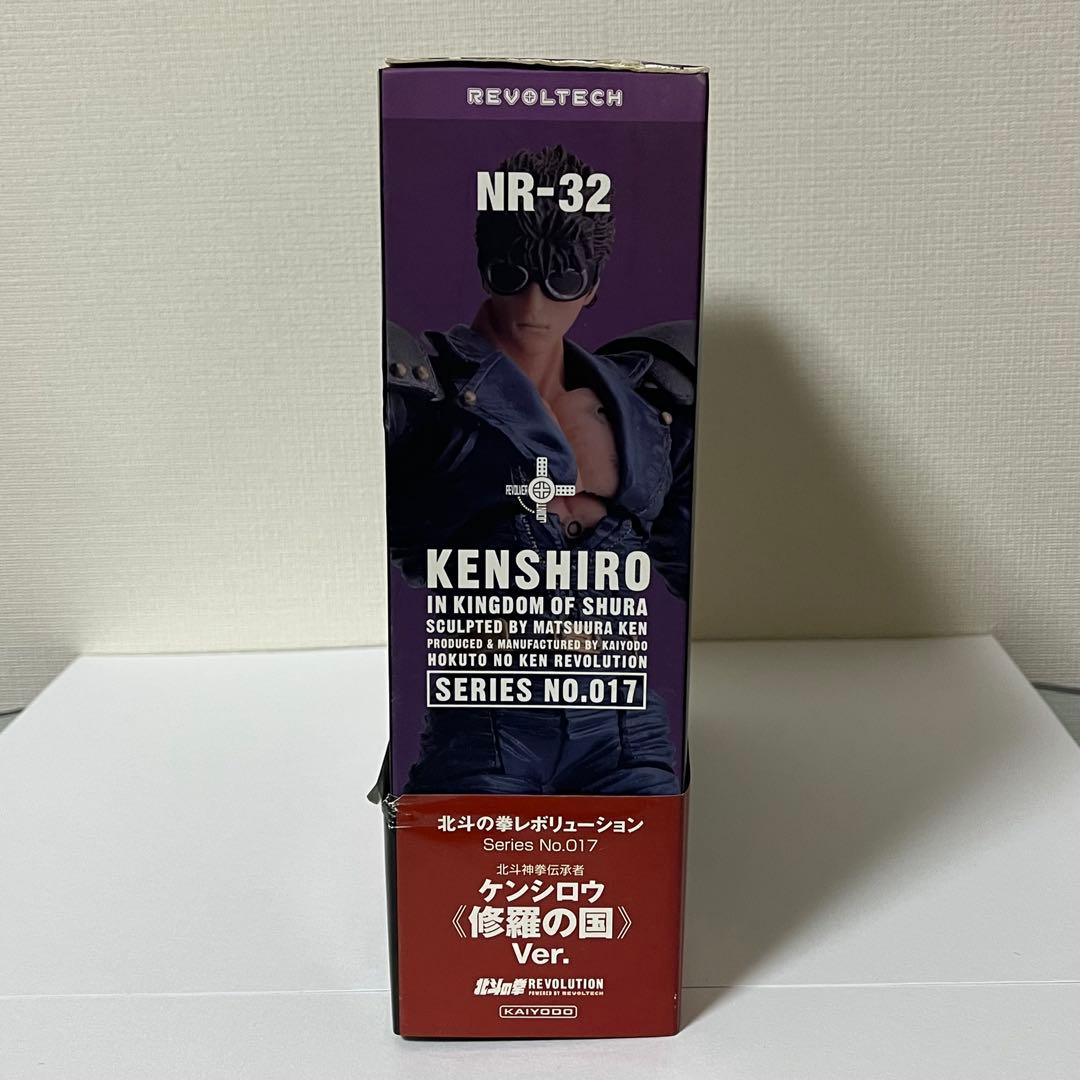 REVOLTECH
NR-32
REVOLVER
JOINT
KENSHIRO
IN KINGDOM OF SHURA
SCULPTED BY MATSUURA KEN
PRODUCED & MANUFACTURED BY KAIYODO
HOKUTO NO KEN REVOLUTION
SERIES NO.017
北斗の拳レボリューション
Series No.017
北斗神拳伝承者
ケンシロウ
《修羅の国》
Ver.
北斗の拳 REVOLUTION
POWERED BY REVOLTECH
KAIYODO